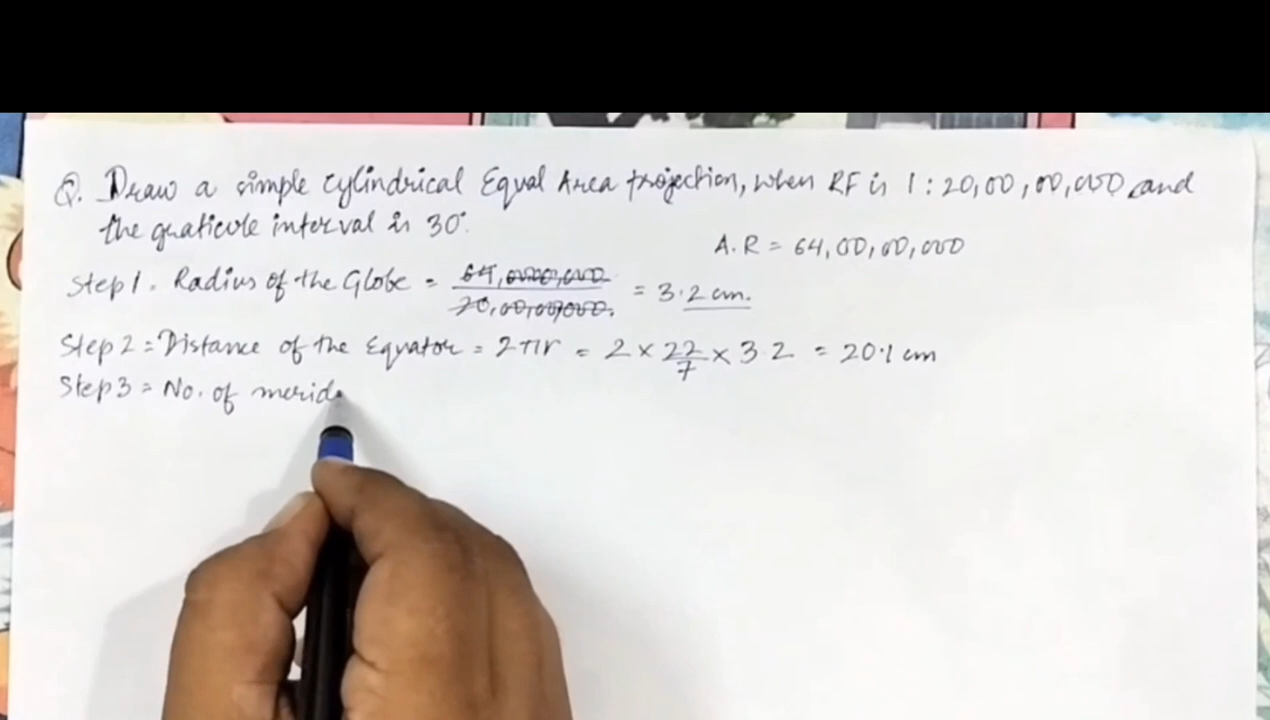 Q. Draw a simple Cylindrical Equal Area projection, when RF is 1:20,00,00,000 and
the graticule interval is 30°.
A.R = 64,00,00,000
Step 1. Radius of the Globe = 64,0000,000 / 20,00,00,000. = 3.2 cm.
Step 2 = Distance of the Equator = 2πr = 2 × 22/7 × 3.2 = 20.1 cm
Step 3 = No. of merid